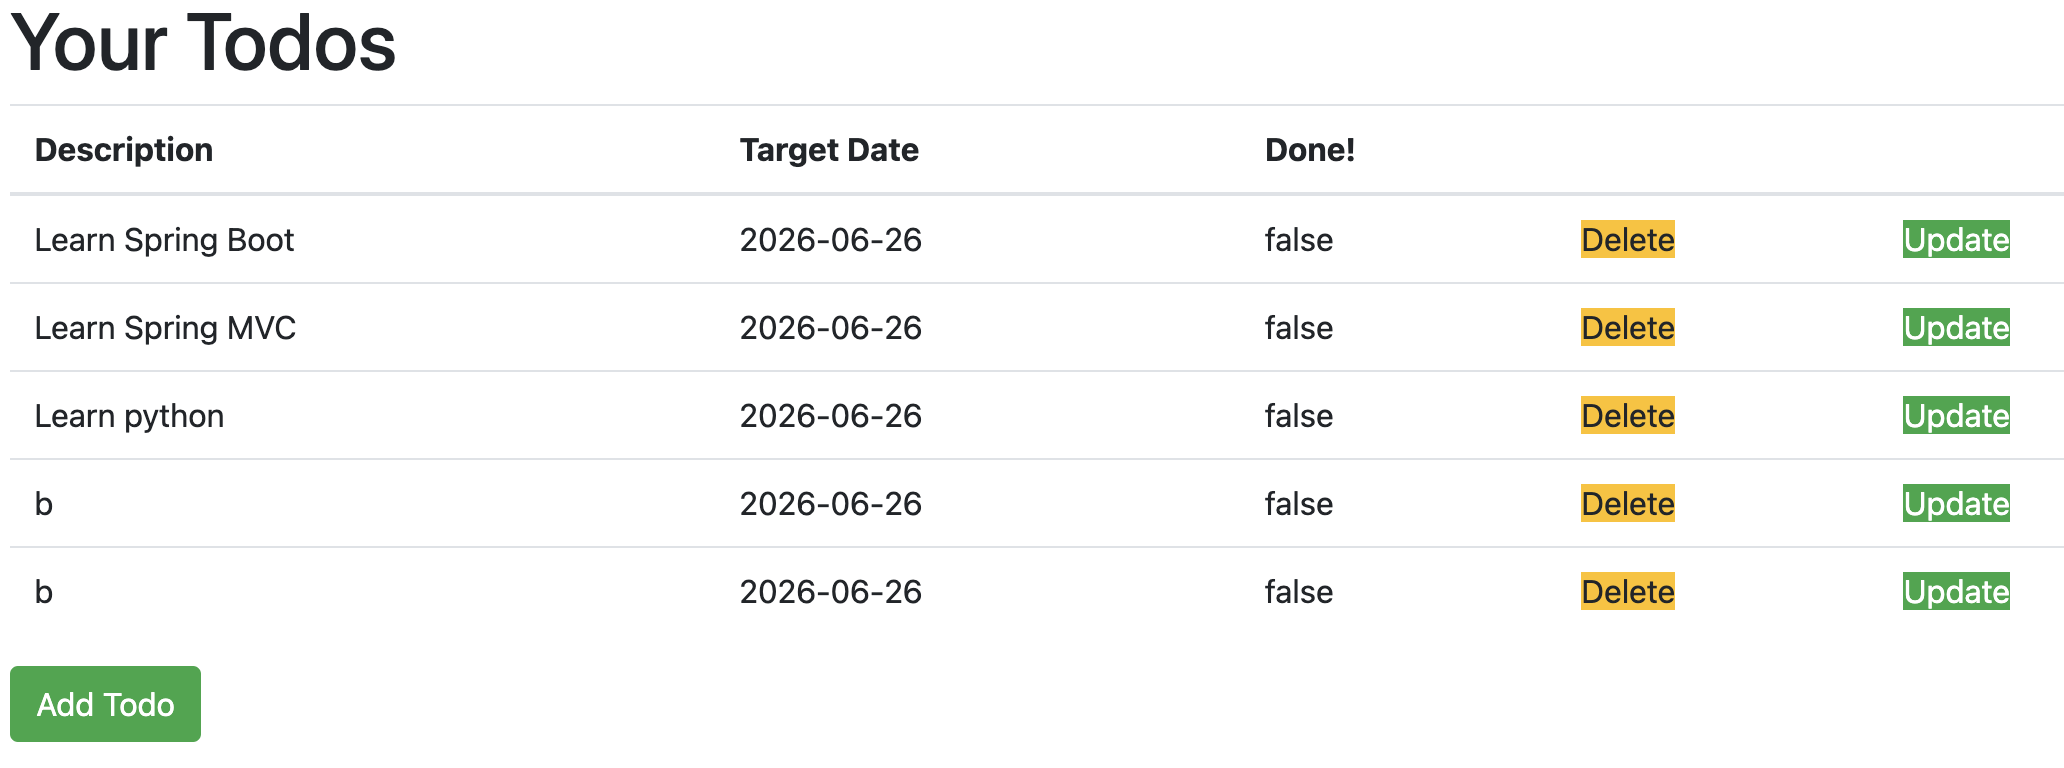 Your Todos
Description Target Date Done!
Learn Spring Boot 2026-06-26 false Delete Update
Learn Spring MVC 2026-06-26 false Delete Update
Learn python 2026-06-26 false Delete Update
b 2026-06-26 false Delete Update
b 2026-06-26 false Delete Update
Add Todo